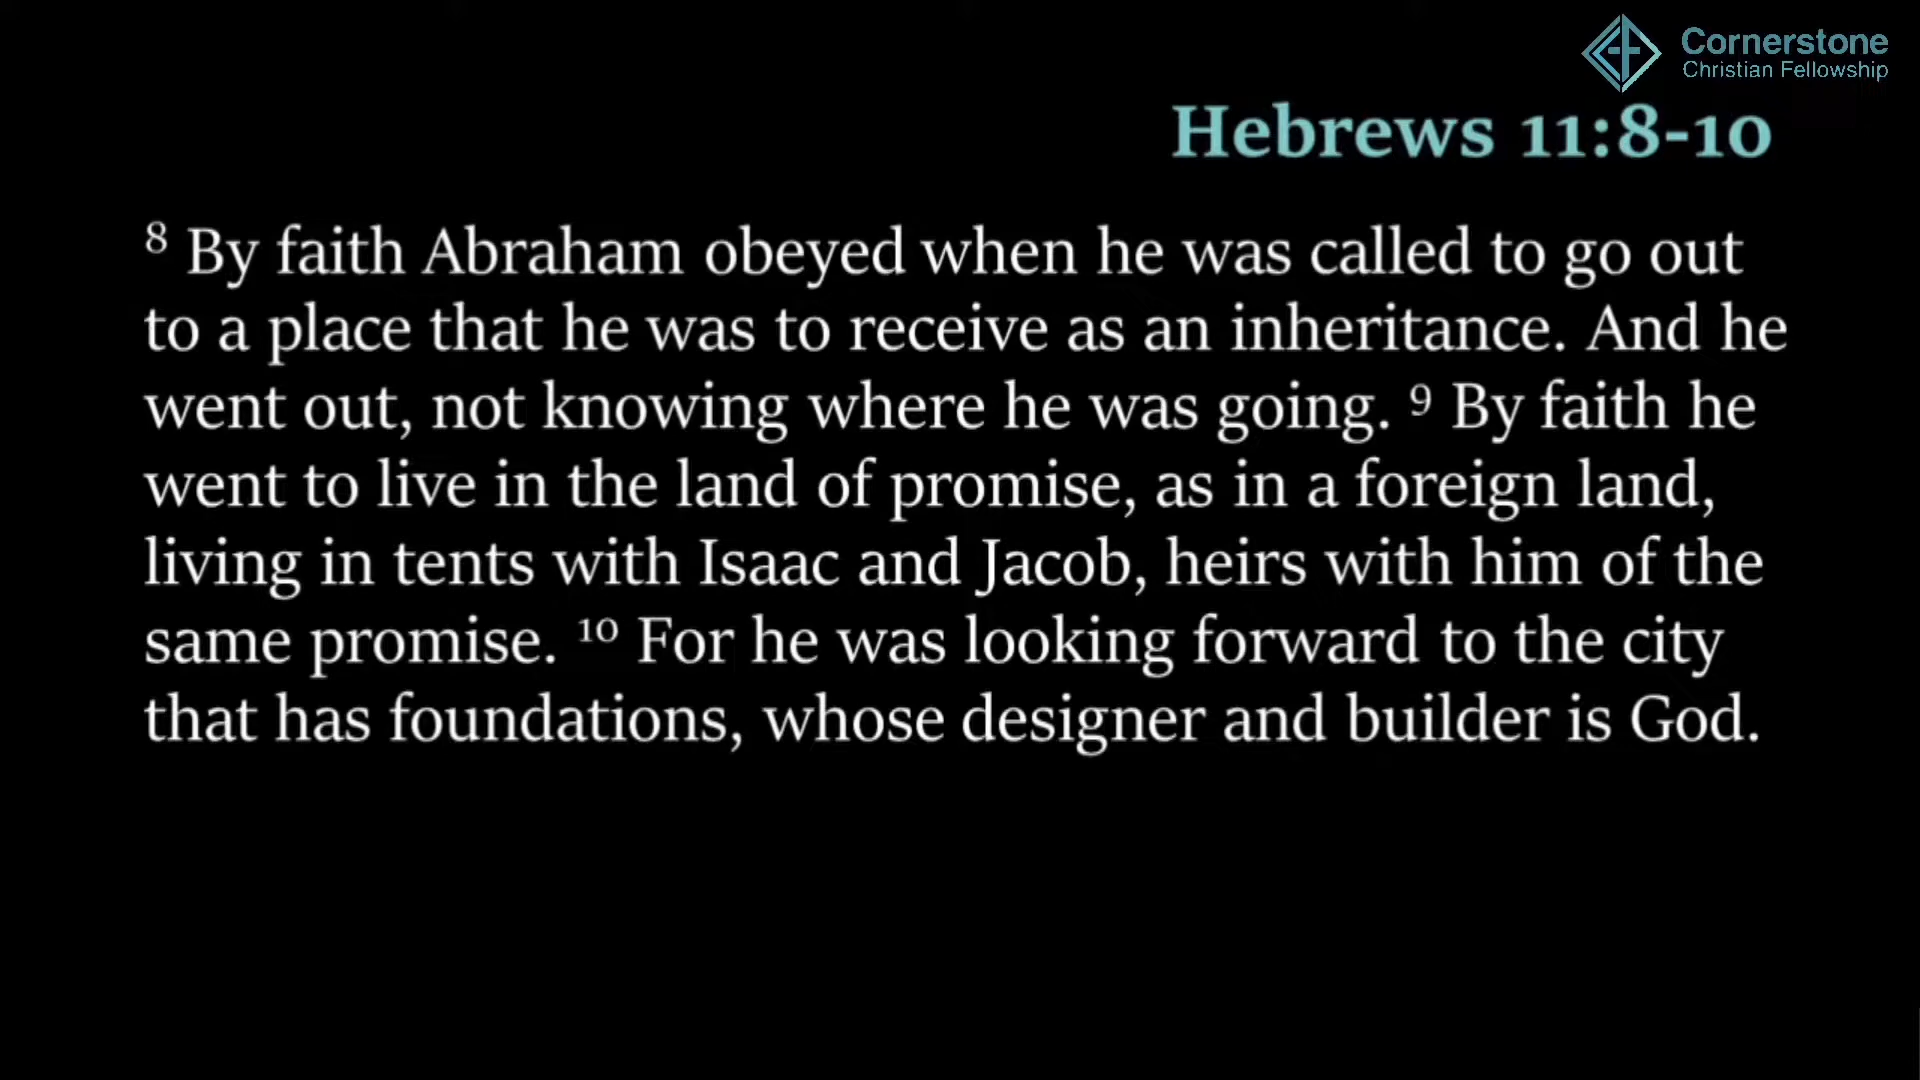 Cornerstone
Christian Fellowship
Hebrews 11:8-10
8 By faith Abraham obeyed when he was called to go out
to a place that he was to receive as an inheritance. And he
went out, not knowing where he was going. 9 By faith he
went to live in the land of promise, as in a foreign land,
living in tents with Isaac and Jacob, heirs with him of the
same promise. 10 For he was looking forward to the city
that has foundations, whose designer and builder is God.